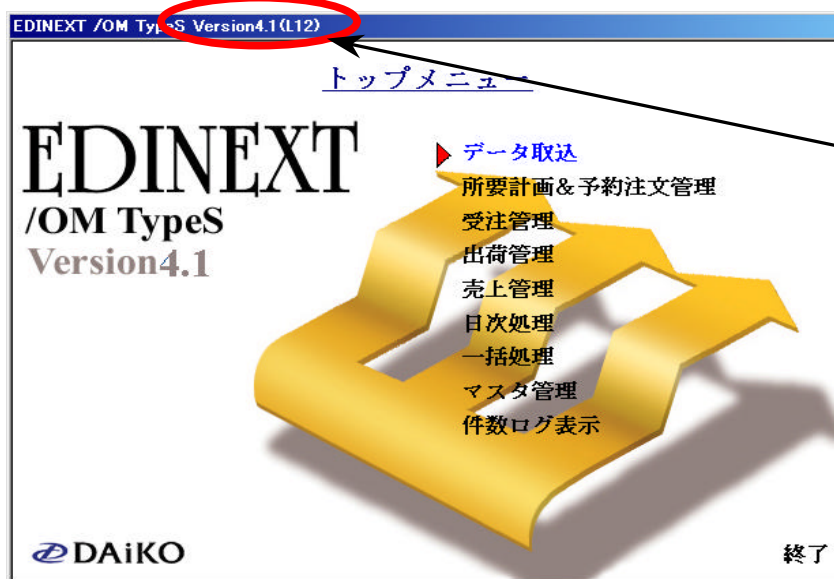 EDINEXT /OM TypeS Version4.1(L12)
トップメニュー
EDINEXT
/OM TypeS
Version4.1
データ取込
所要計画&予約注文管理
受注管理
出荷管理
売上管理
日次処理
一括処理
マスタ管理
件数ログ表示
DAiKO
終了